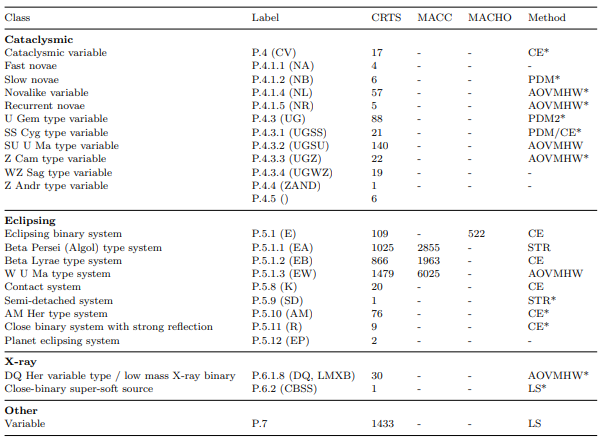 Class Label CRTS MACC MACHO Method
Cataclysmic
Cataclysmic variable P.4 (CV) 17 - - CE*
Fast novae P.4.1.1 (NA) 4 - - -
Slow novae P.4.1.2 (NB) 6 - - PDM*
Novalike variable P.4.1.4 (NL) 57 - - AOVMHW*
Recurrent novae P.4.1.5 (NR) 5 - - AOVMHW*
U Gem type variable P.4.3 (UG) 88 - - PDM2*
SS Cyg type variable P.4.3.1 (UGSS) 21 - - PDM/CE*
SU U Ma type variable P.4.3.2 (UGSU) 140 - - AOVMHW
Z Cam type variable P.4.3.3 (UGZ) 22 - - AOVMHW*
WZ Sag type variable P.4.3.4 (UGWZ) 19 - - -
Z Andr type variable P.4.4 (ZAND) 1 - - -
P.4.5 () 6
Eclipsing
Eclipsing binary system P.5.1 (E) 109 - 522 CE
Beta Persei (Algol) type system P.5.1.1 (EA) 1025 2855 - STR
Beta Lyrae type system P.5.1.2 (EB) 866 1963 - CE
W U Ma type system P.5.1.3 (EW) 1479 6025 - AOVMHW
Contact system P.5.8 (K) 20 - - CE
Semi-detached system P.5.9 (SD) 1 - - STR*
AM Her type system P.5.10 (AM) 76 - - CE*
Close binary system with strong reflection P.5.11 (R) 9 - - CE*
Planet eclipsing system P.5.12 (EP) 2 - - -
X-ray
DQ Her variable type / low mass X-ray binary P.6.1.8 (DQ, LMXB) 30 - - AOVMHW*
Close-binary super-soft source P.6.2 (CBSS) 1 - - LS*
Other
Variable P.7 1433 - - LS